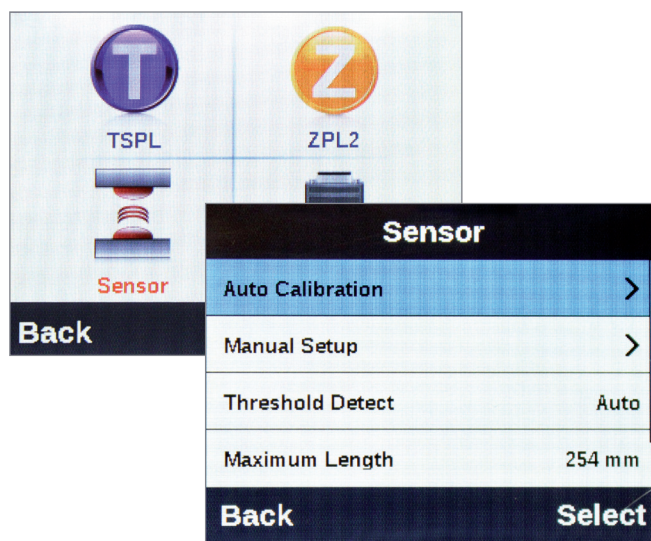 T
Z
TSPL
ZPL2
Sensor
Back
Sensor
Auto Calibration
Manual Setup
Threshold Detect Auto
Maximum Length 254 mm
Back Select